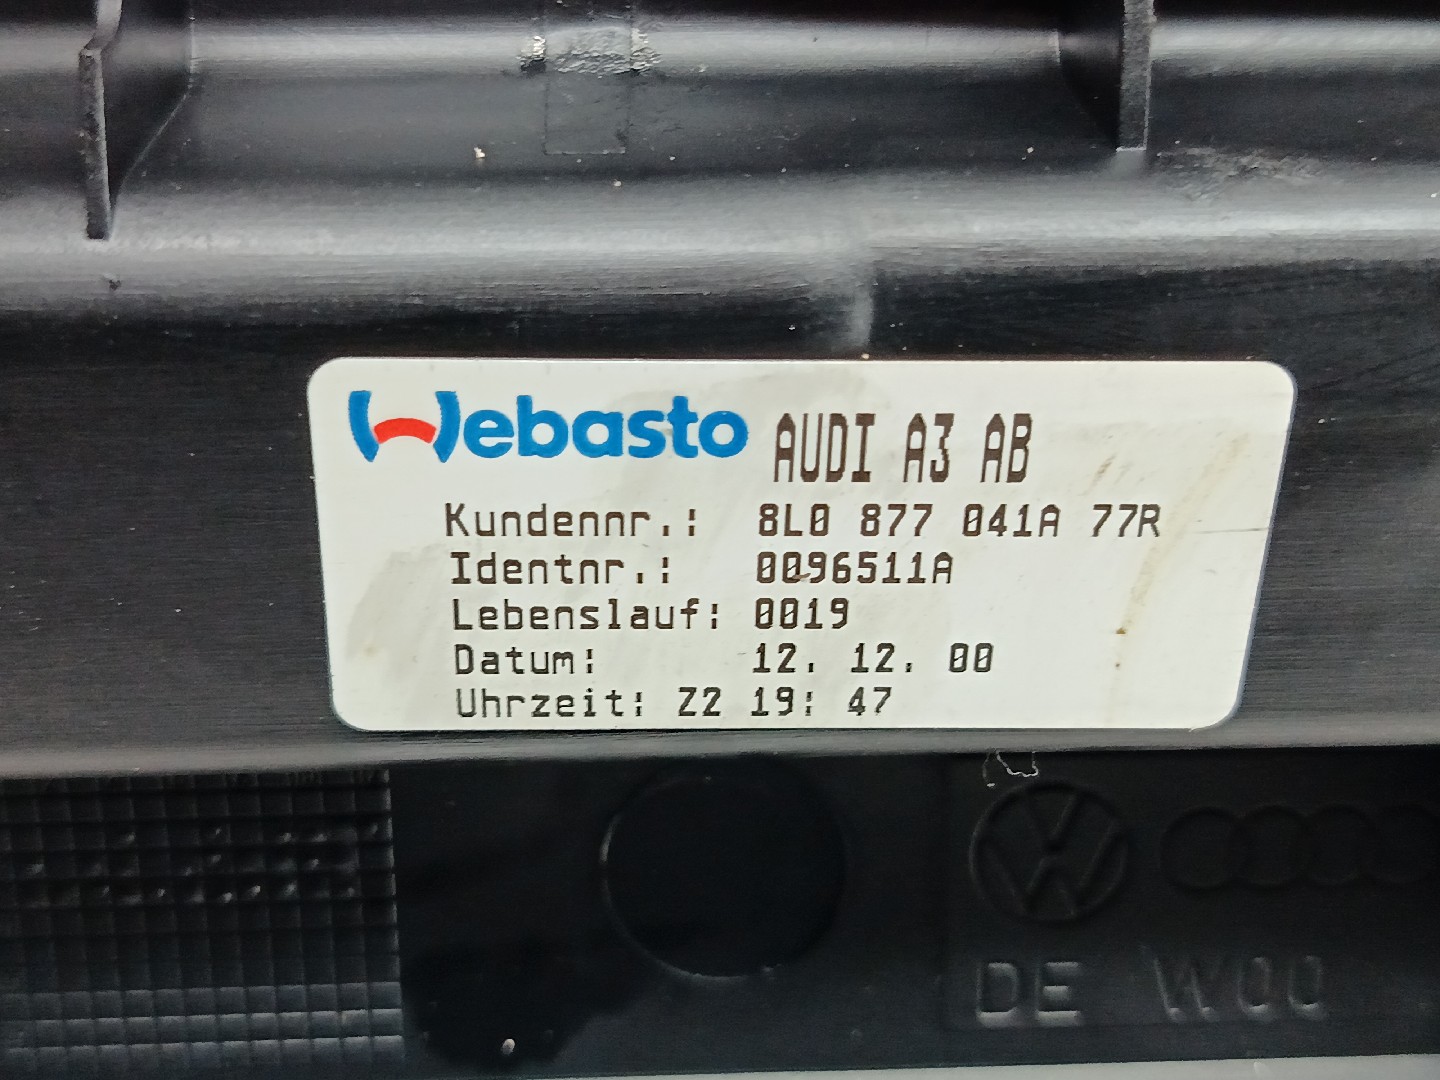 Webasto AUDI A3 AB
Kundennr.: 8L0 877 041A 77R
Identnr.: 0096511A
Lebenslauf: 0019
Datum: 12. 12. 00
Uhrzeit: Z2 19: 47
DE W00